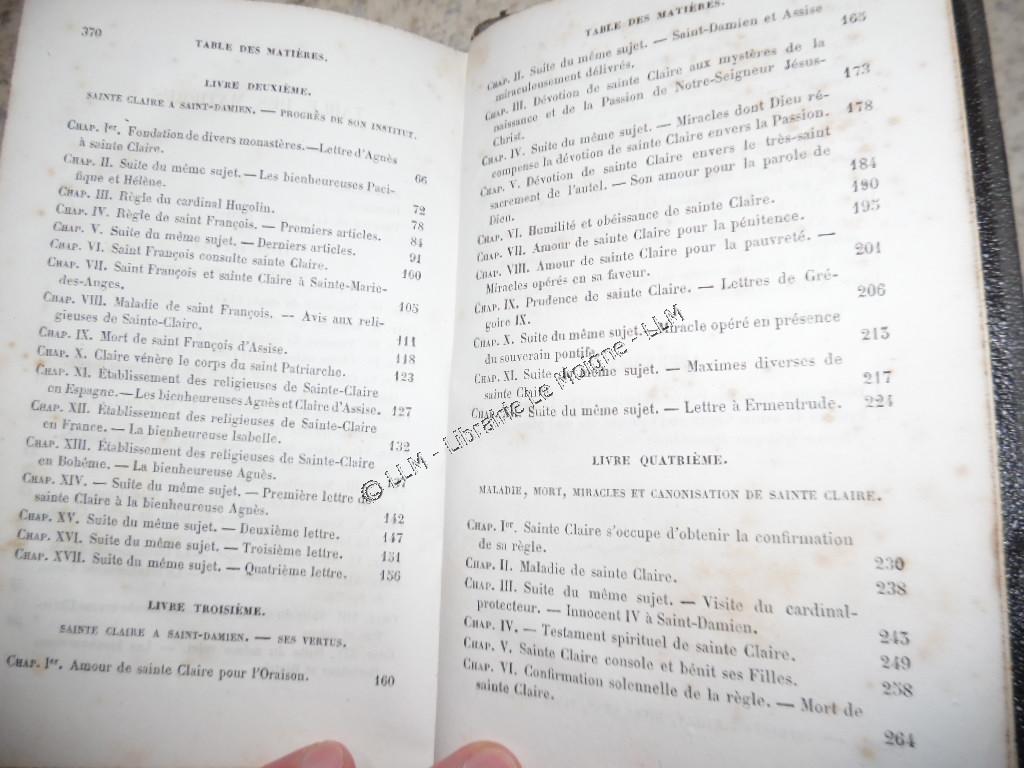 370
TABLE DES MATIÈRES.
LIVRE DEUXIÈME.
SAINTE CLAIRE A SAINT-DAMIEN. — PROGRÈS DE SON INSTITUT.
CHAP. Ier. Fondation de divers monastères.—Lettre d'Agnès
à sainte Claire. 66
CHAP. II. Suite du même sujet. — Les bienheureuses Paci-
fique et Hélène. 72
CHAP. III. Règle du cardinal Hugolin. 78
CHAP. IV. Règle de saint François. — Premiers articles. 84
CHAP. V. Suite du même sujet. — Derniers articles. 91
CHAP. VI. Saint François consulte sainte Claire. 100
CHAP. VII. Saint François et sainte Claire à Sainte-Marie-
des-Anges. 105
CHAP. VIII. Maladie de saint François. — Avis aux reli-
gieuses de Sainte-Claire. 111
CHAP. IX. Mort de saint François d'Assise. 118
CHAP. X. Claire vénère le corps du saint Patriarche. 123
CHAP. XI. Établissement des religieuses de Sainte-Claire
en Espagne.—Les bienheureuses Agnès et Claire d'Assise. 127
CHAP. XII. Établissement des religieuses de Sainte-Claire
en France. — La bienheureuse Isabelle. 132
CHAP. XIII. Établissement des religieuses de Sainte-Claire
en Bohême. — La bienheureuse Agnès.
CHAP. XIV. — Suite du même sujet. — Première lettre de
sainte Claire à la bienheureuse Agnès. 142
CHAP. XV. Suite du même sujet. — Deuxième lettre. 147
CHAP. XVI. Suite du même sujet. — Troisième lettre. 151
CHAP. XVII. Suite du même sujet. — Quatrième lettre. 156
LIVRE TROISIÈME.
SAINTE CLAIRE A SAINT-DAMIEN. — SES VERTUS.
CHAP. Ier. Amour de sainte Claire pour l'Oraison. 160
TABLE DES MATIÈRES.
CHAP. II. Suite du même sujet. — Saint-Damien et Assise
miraculeusement délivrés. 165
CHAP. III. Dévotion de sainte Claire aux mystères de la
naissance et de la Passion de Notre-Seigneur Jésus-
Christ. 173
CHAP. IV. Suite du même sujet. — Miracles dont Dieu ré-
compense la dévotion de sainte Claire envers la Passion. 178
CHAP. V. Dévotion de sainte Claire envers le très-saint
sacrement de l'autel. — Son amour pour la parole de
Dieu. 184
CHAP. VI. Humilité et obéissance de sainte Claire. 190
CHAP. VII. Amour de sainte Claire pour la pénitence. 195
CHAP. VIII. Amour de sainte Claire pour la pauvreté. —
Miracles opérés en sa faveur. 201
CHAP. IX. Prudence de sainte Claire. — Lettres de Gré-
goire IX. 206
CHAP. X. Suite du même sujet. — Miracle opéré en présence
du souverain pontife. 213
CHAP. XI. Suite du même sujet. — Maximes diverses de
sainte Claire. 217
CHAP. XII. Suite du même sujet. — Lettre à Ermentrude. 224
LIVRE QUATRIÈME.
MALADIE, MORT, MIRACLES ET CANONISATION DE SAINTE CLAIRE.
CHAP. Ier. Sainte Claire s'occupe d'obtenir la confirmation
de sa règle. 230
CHAP. II. Maladie de sainte Claire. 238
CHAP. III. Suite du même sujet. — Visite du cardinal-
protecteur. — Innocent IV à Saint-Damien. 243
CHAP. IV. — Testament spirituel de sainte Claire. 249
CHAP. V. Sainte Claire console et bénit ses Filles. 258
CHAP. VI. Confirmation solennelle de la règle. — Mort de
sainte Claire. 264
© LLM - Librairie Le Moigne - LLM